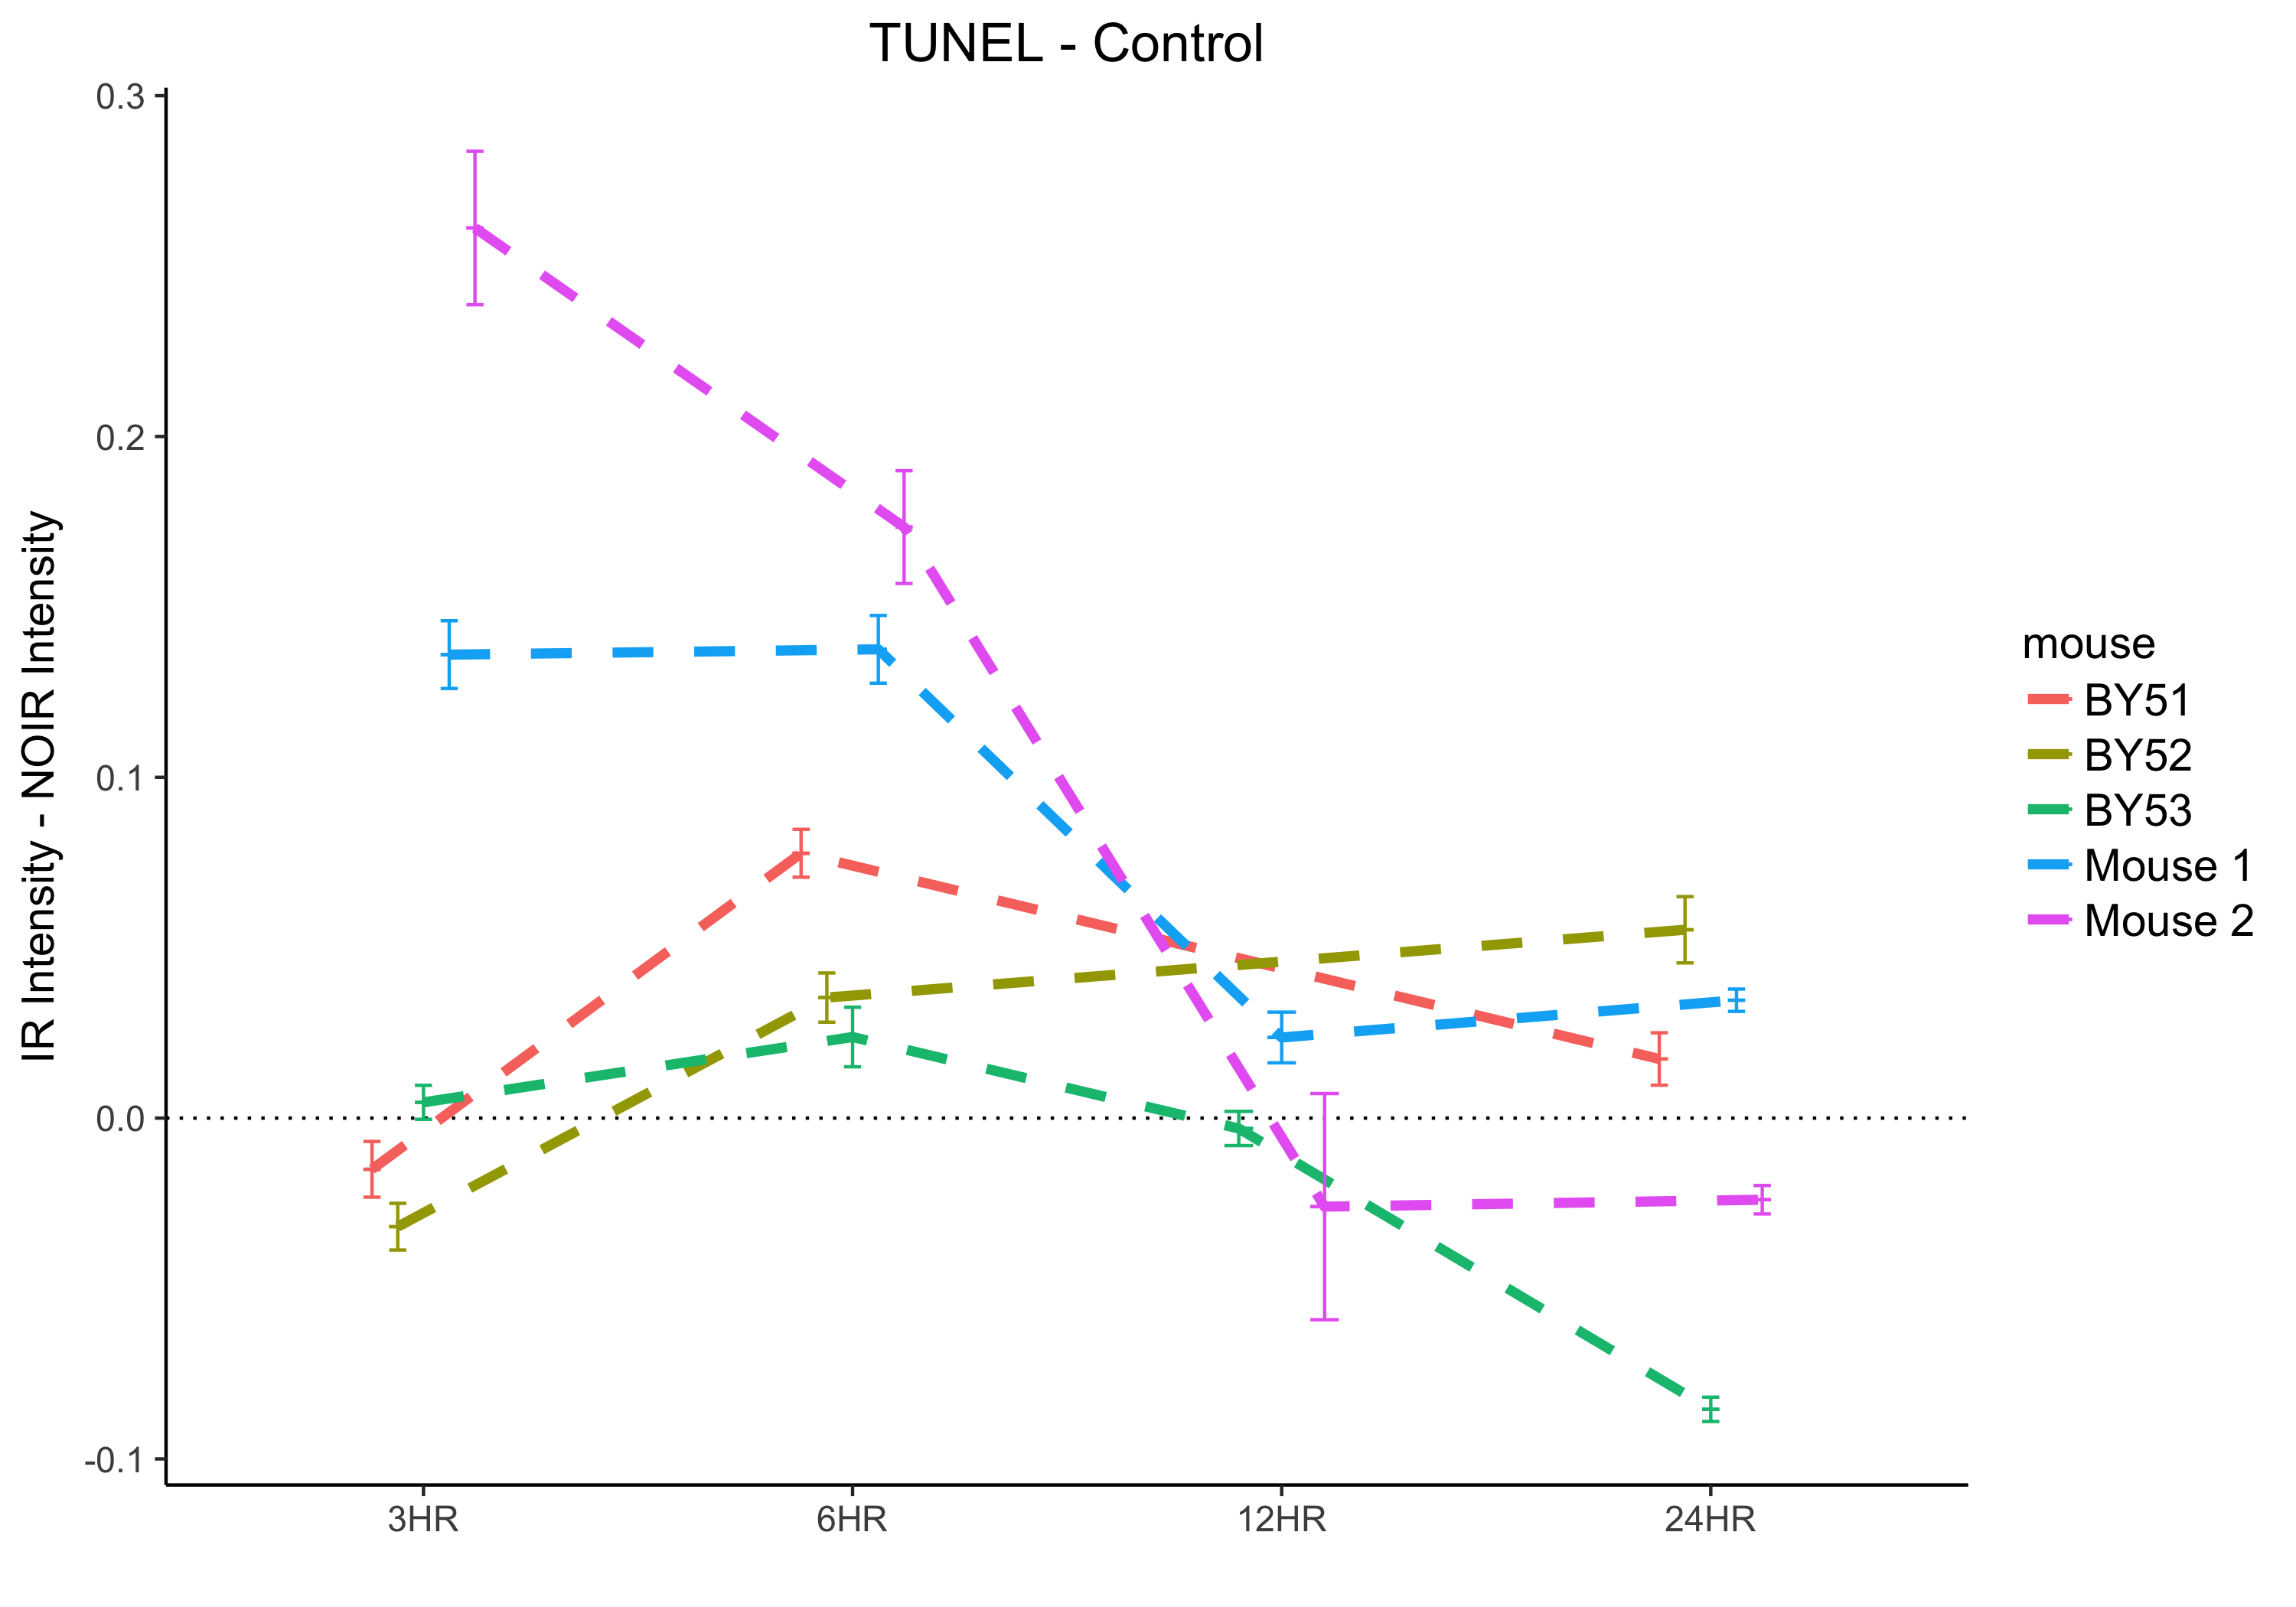 TUNEL - Control
IR Intensity - NOIR Intensity
0.3
0.2
0.1
0.0
-0.1
3HR
6HR
12HR
24HR
mouse
BY51
BY52
BY53
Mouse 1
Mouse 2